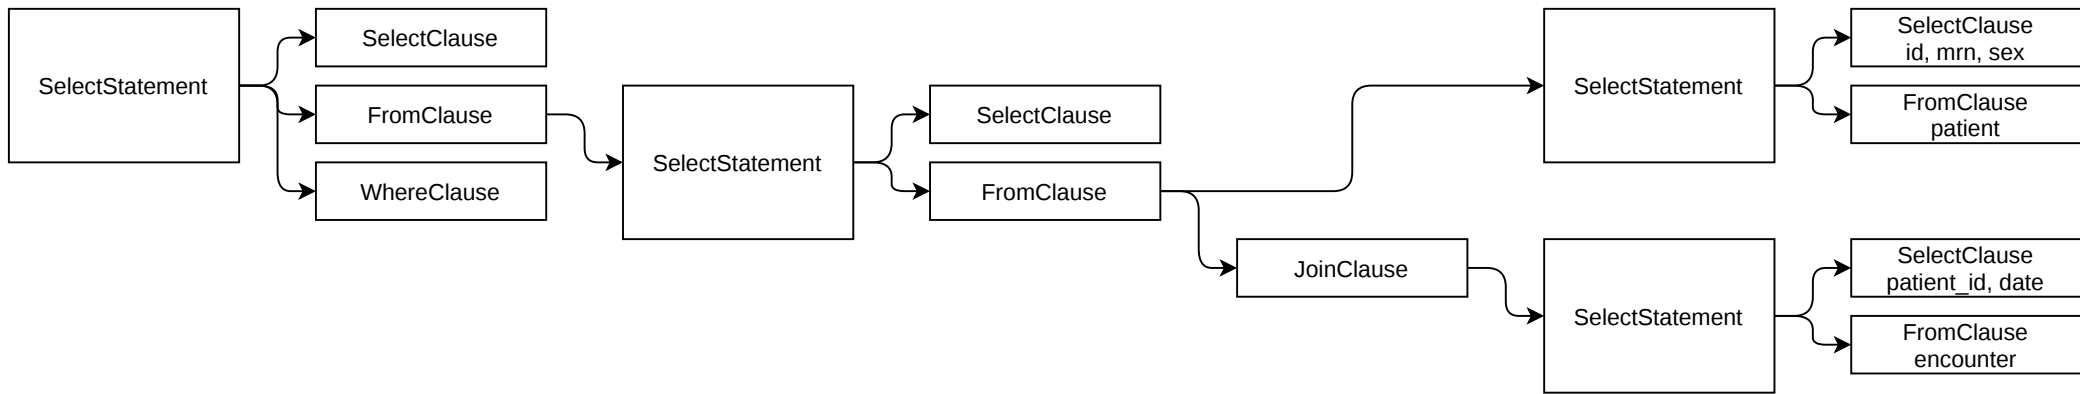 SelectStatement
SelectClause
FromClause
WhereClause
SelectStatement
SelectClause
FromClause
JoinClause
SelectStatement
SelectClause
id, mrn, sex
FromClause
patient
SelectStatement
SelectClause
patient_id, date
FromClause
encounter